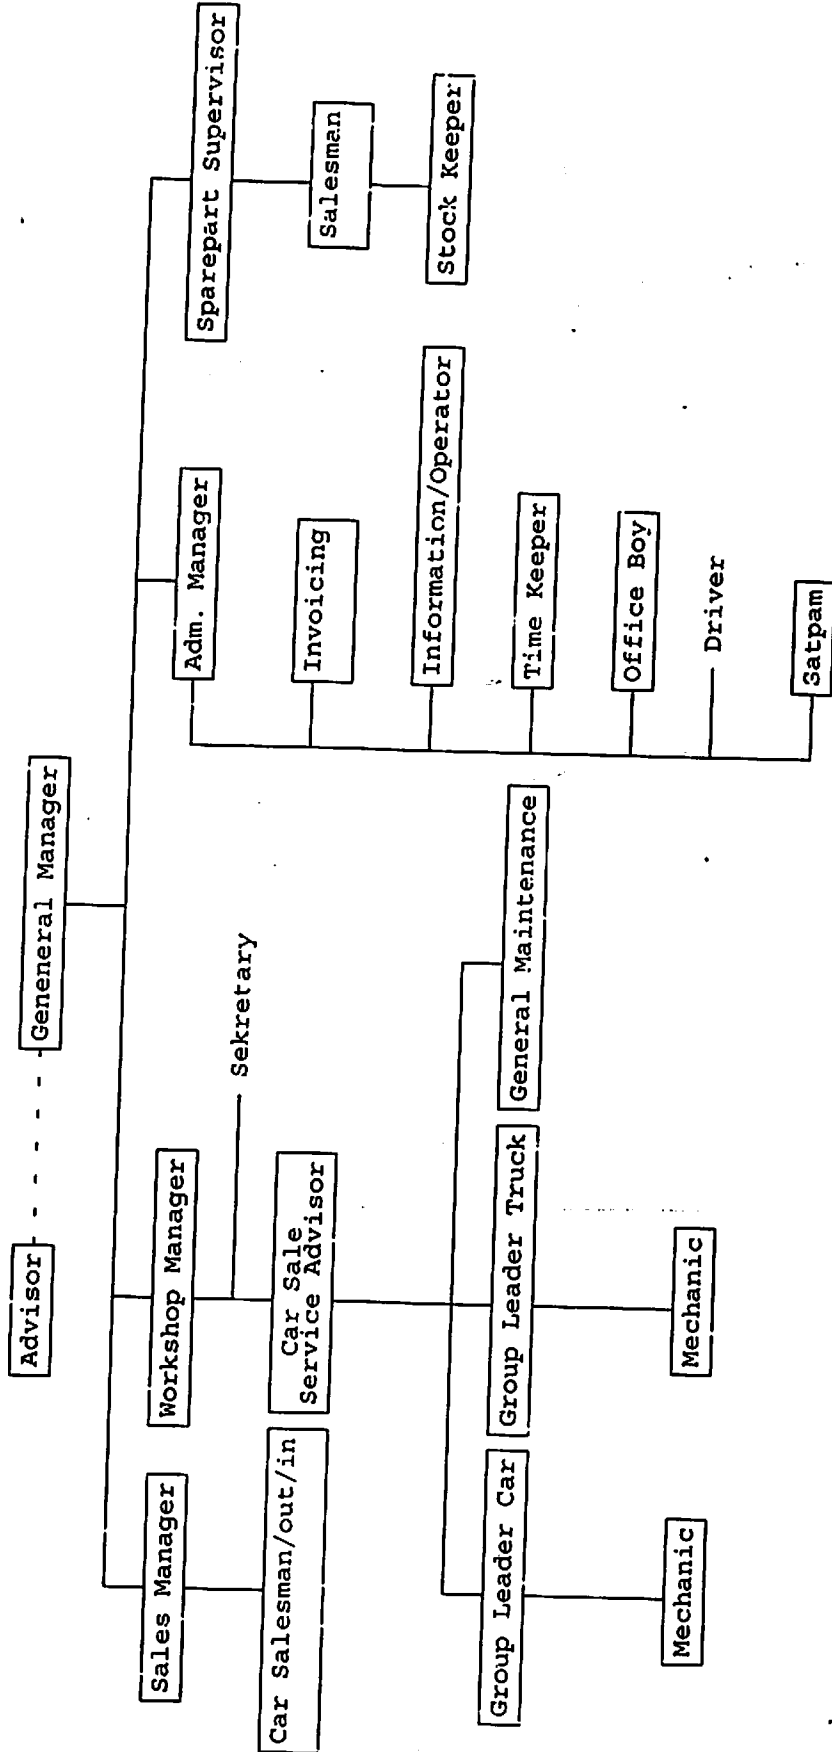 Advisor
Geneneral Manager
Sales Manager
Workshop Manager
Adm. Manager
Sparepart Supervisor
Sekretary
Car Salesman/out/in
Car Sale
Service Advisor
Invoicing
Salesman
Information/Operator
Stock Keeper
Group Leader Car
Group Leader Truck
General Maintenance
Time Keeper
Office Boy
Mechanic
Mechanic
Driver
Satpam